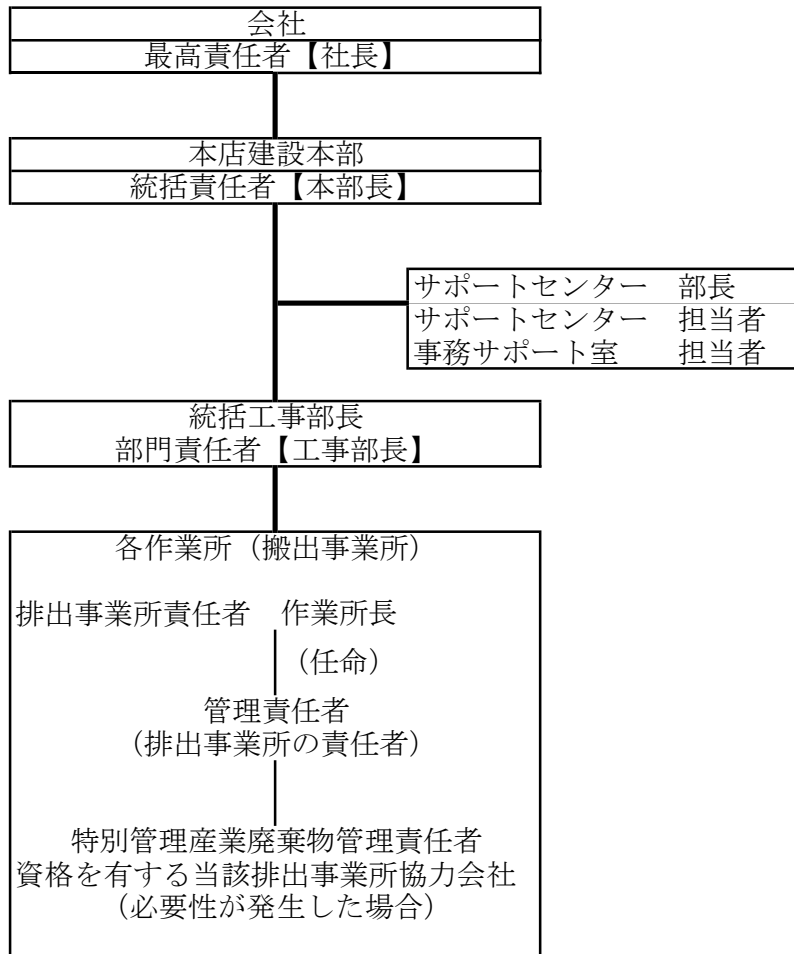 会社
最高責任者【社長】
本店建設本部
統括責任者【本部長】
サポートセンター　部長
サポートセンター　担当者
事務サポート室　　担当者
統括工事部長
部門責任者【工事部長】
各作業所（搬出事業所）
排出事業所責任者　作業所長
（任命）
管理責任者
（排出事業所の責任者）
特別管理産業廃棄物管理責任者
資格を有する当該排出事業所協力会社
（必要性が発生した場合）